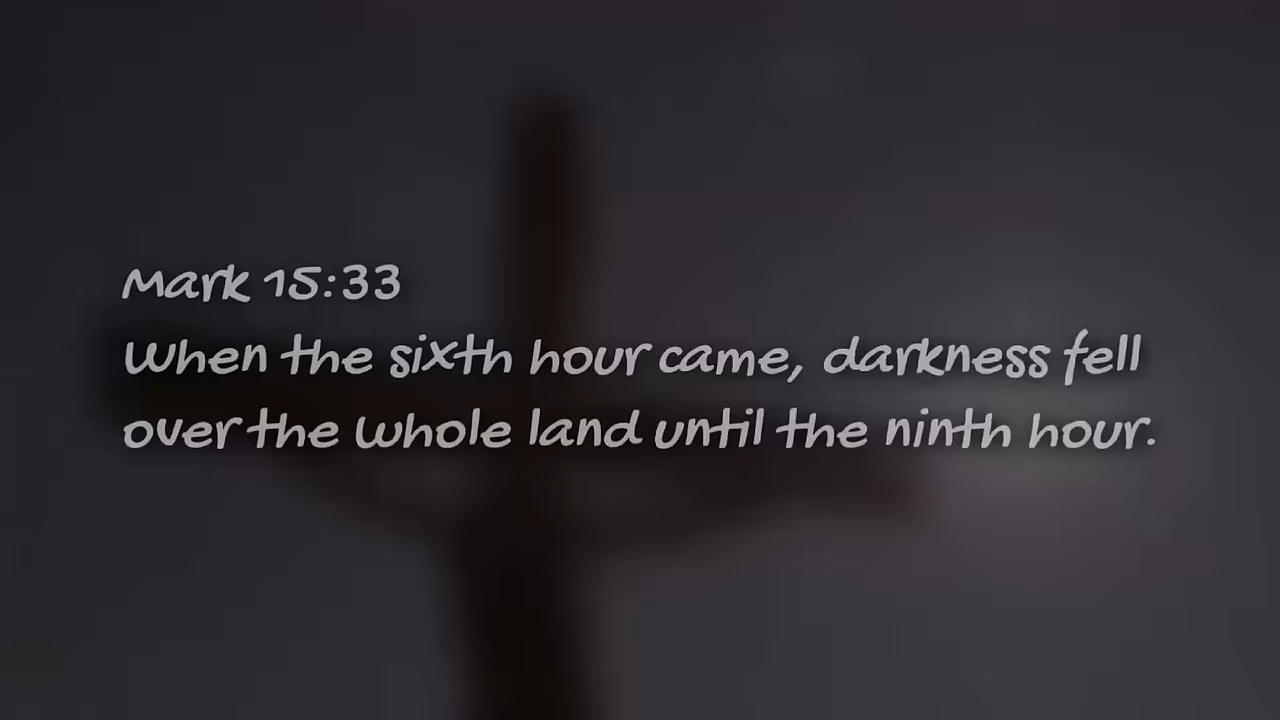 Mark 15:33
When the sixth hour came, darkness fell
over the whole land until the ninth hour.